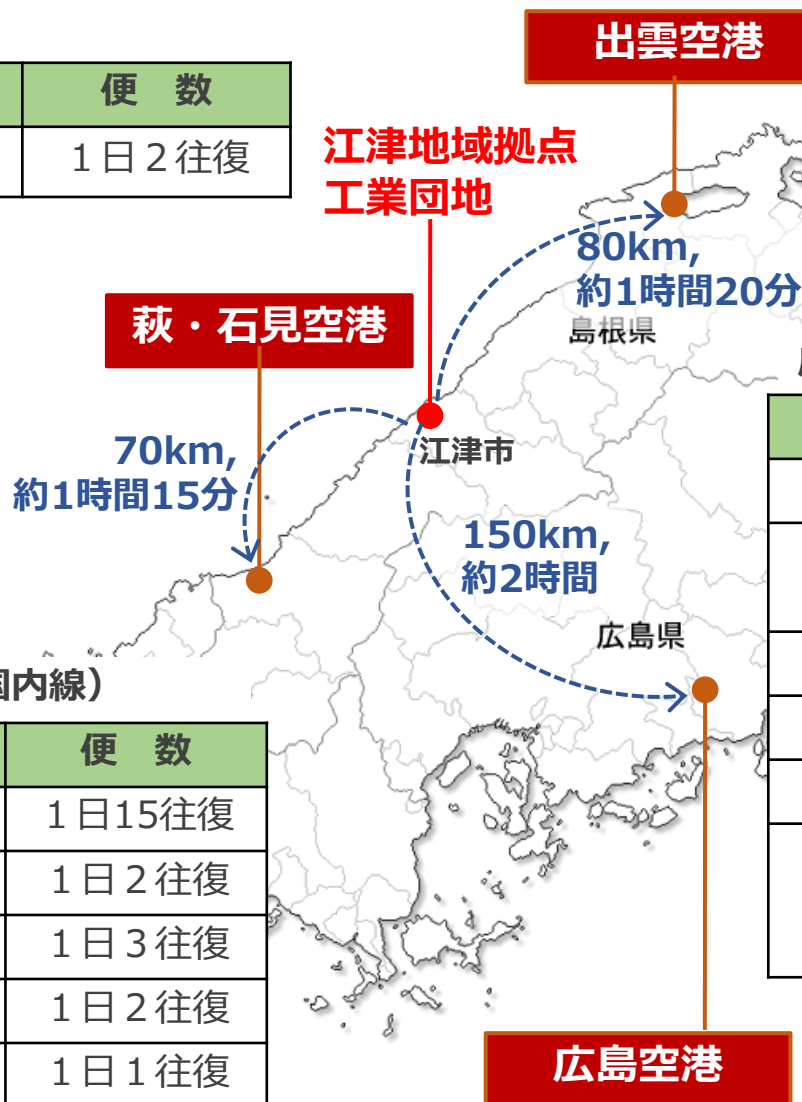 出雲空港
便 数
1日2往復
江津地域拠点
工業団地
80km,
約1時間20分
島根県
萩・石見空港
江津市
70km,
約1時間15分
150km,
約2時間
広島県
国内線）
便 数
1日15往復
1日2往復
1日3往復
1日2往復
1日1往復
広島空港